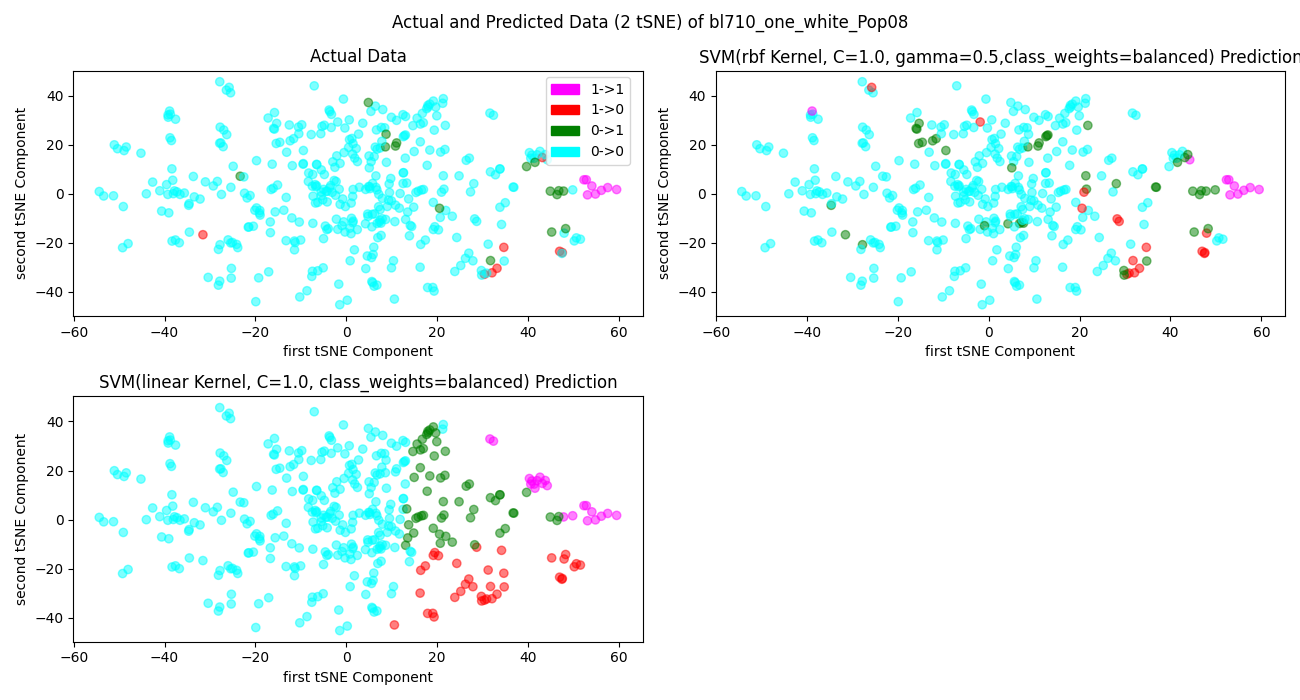 Actual and Predicted Data (2 tSNE) of bl710_one_white_Pop08
Actual Data
1->1
1->0
0->1
0->0
40
20
0
−20
−40
second tSNE Component
−60 −40 −20 0 20 40 60
first tSNE Component
SVM(rbf Kernel, C=1.0, gamma=0.5,class_weights=balanced) Prediction
40
20
0
−20
−40
second tSNE Component
−60 −40 −20 0 20 40 60
first tSNE Component
SVM(linear Kernel, C=1.0, class_weights=balanced) Prediction
40
20
0
−20
−40
second tSNE Component
−60 −40 −20 0 20 40 60
first tSNE Component